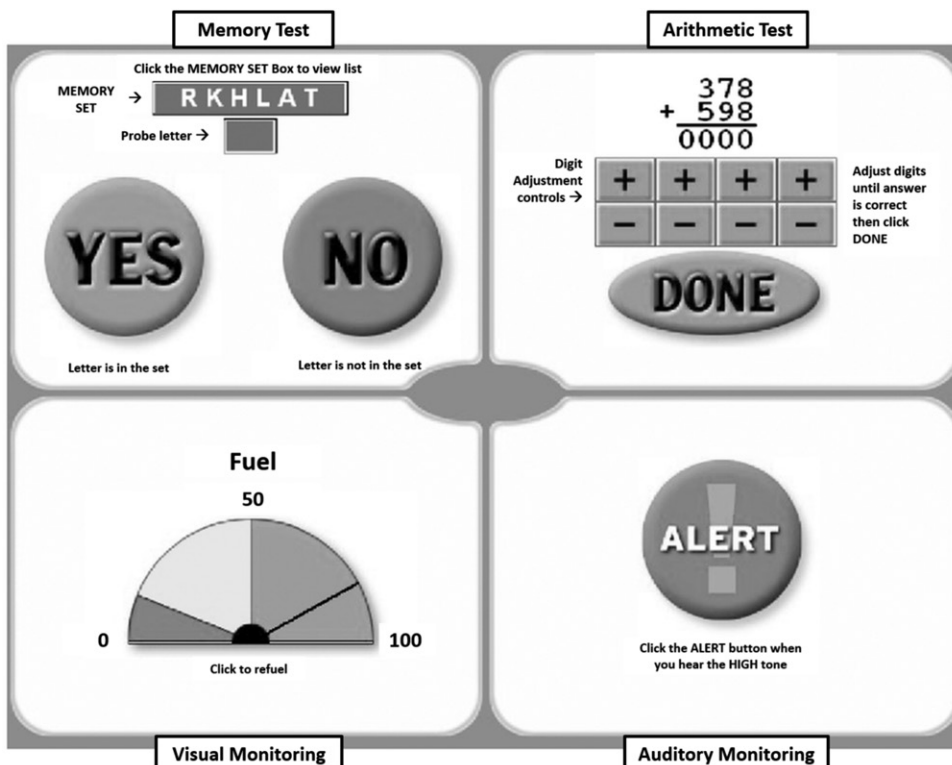 Memory Test
Click the MEMORY SET Box to view list
MEMORY
SET →
R K H L A T
Probe letter →
YES
NO
Letter is in the set
Letter is not in the set
Arithmetic Test
378
+ 598
0000
Digit
Adjustment
controls →
+ + + +
− − − −
Adjust digits
until answer
is correct
then click
DONE
DONE
Fuel
50
0
100
Click to refuel
Visual Monitoring
!
ALERT
Click the ALERT button when
you hear the HIGH tone
Auditory Monitoring